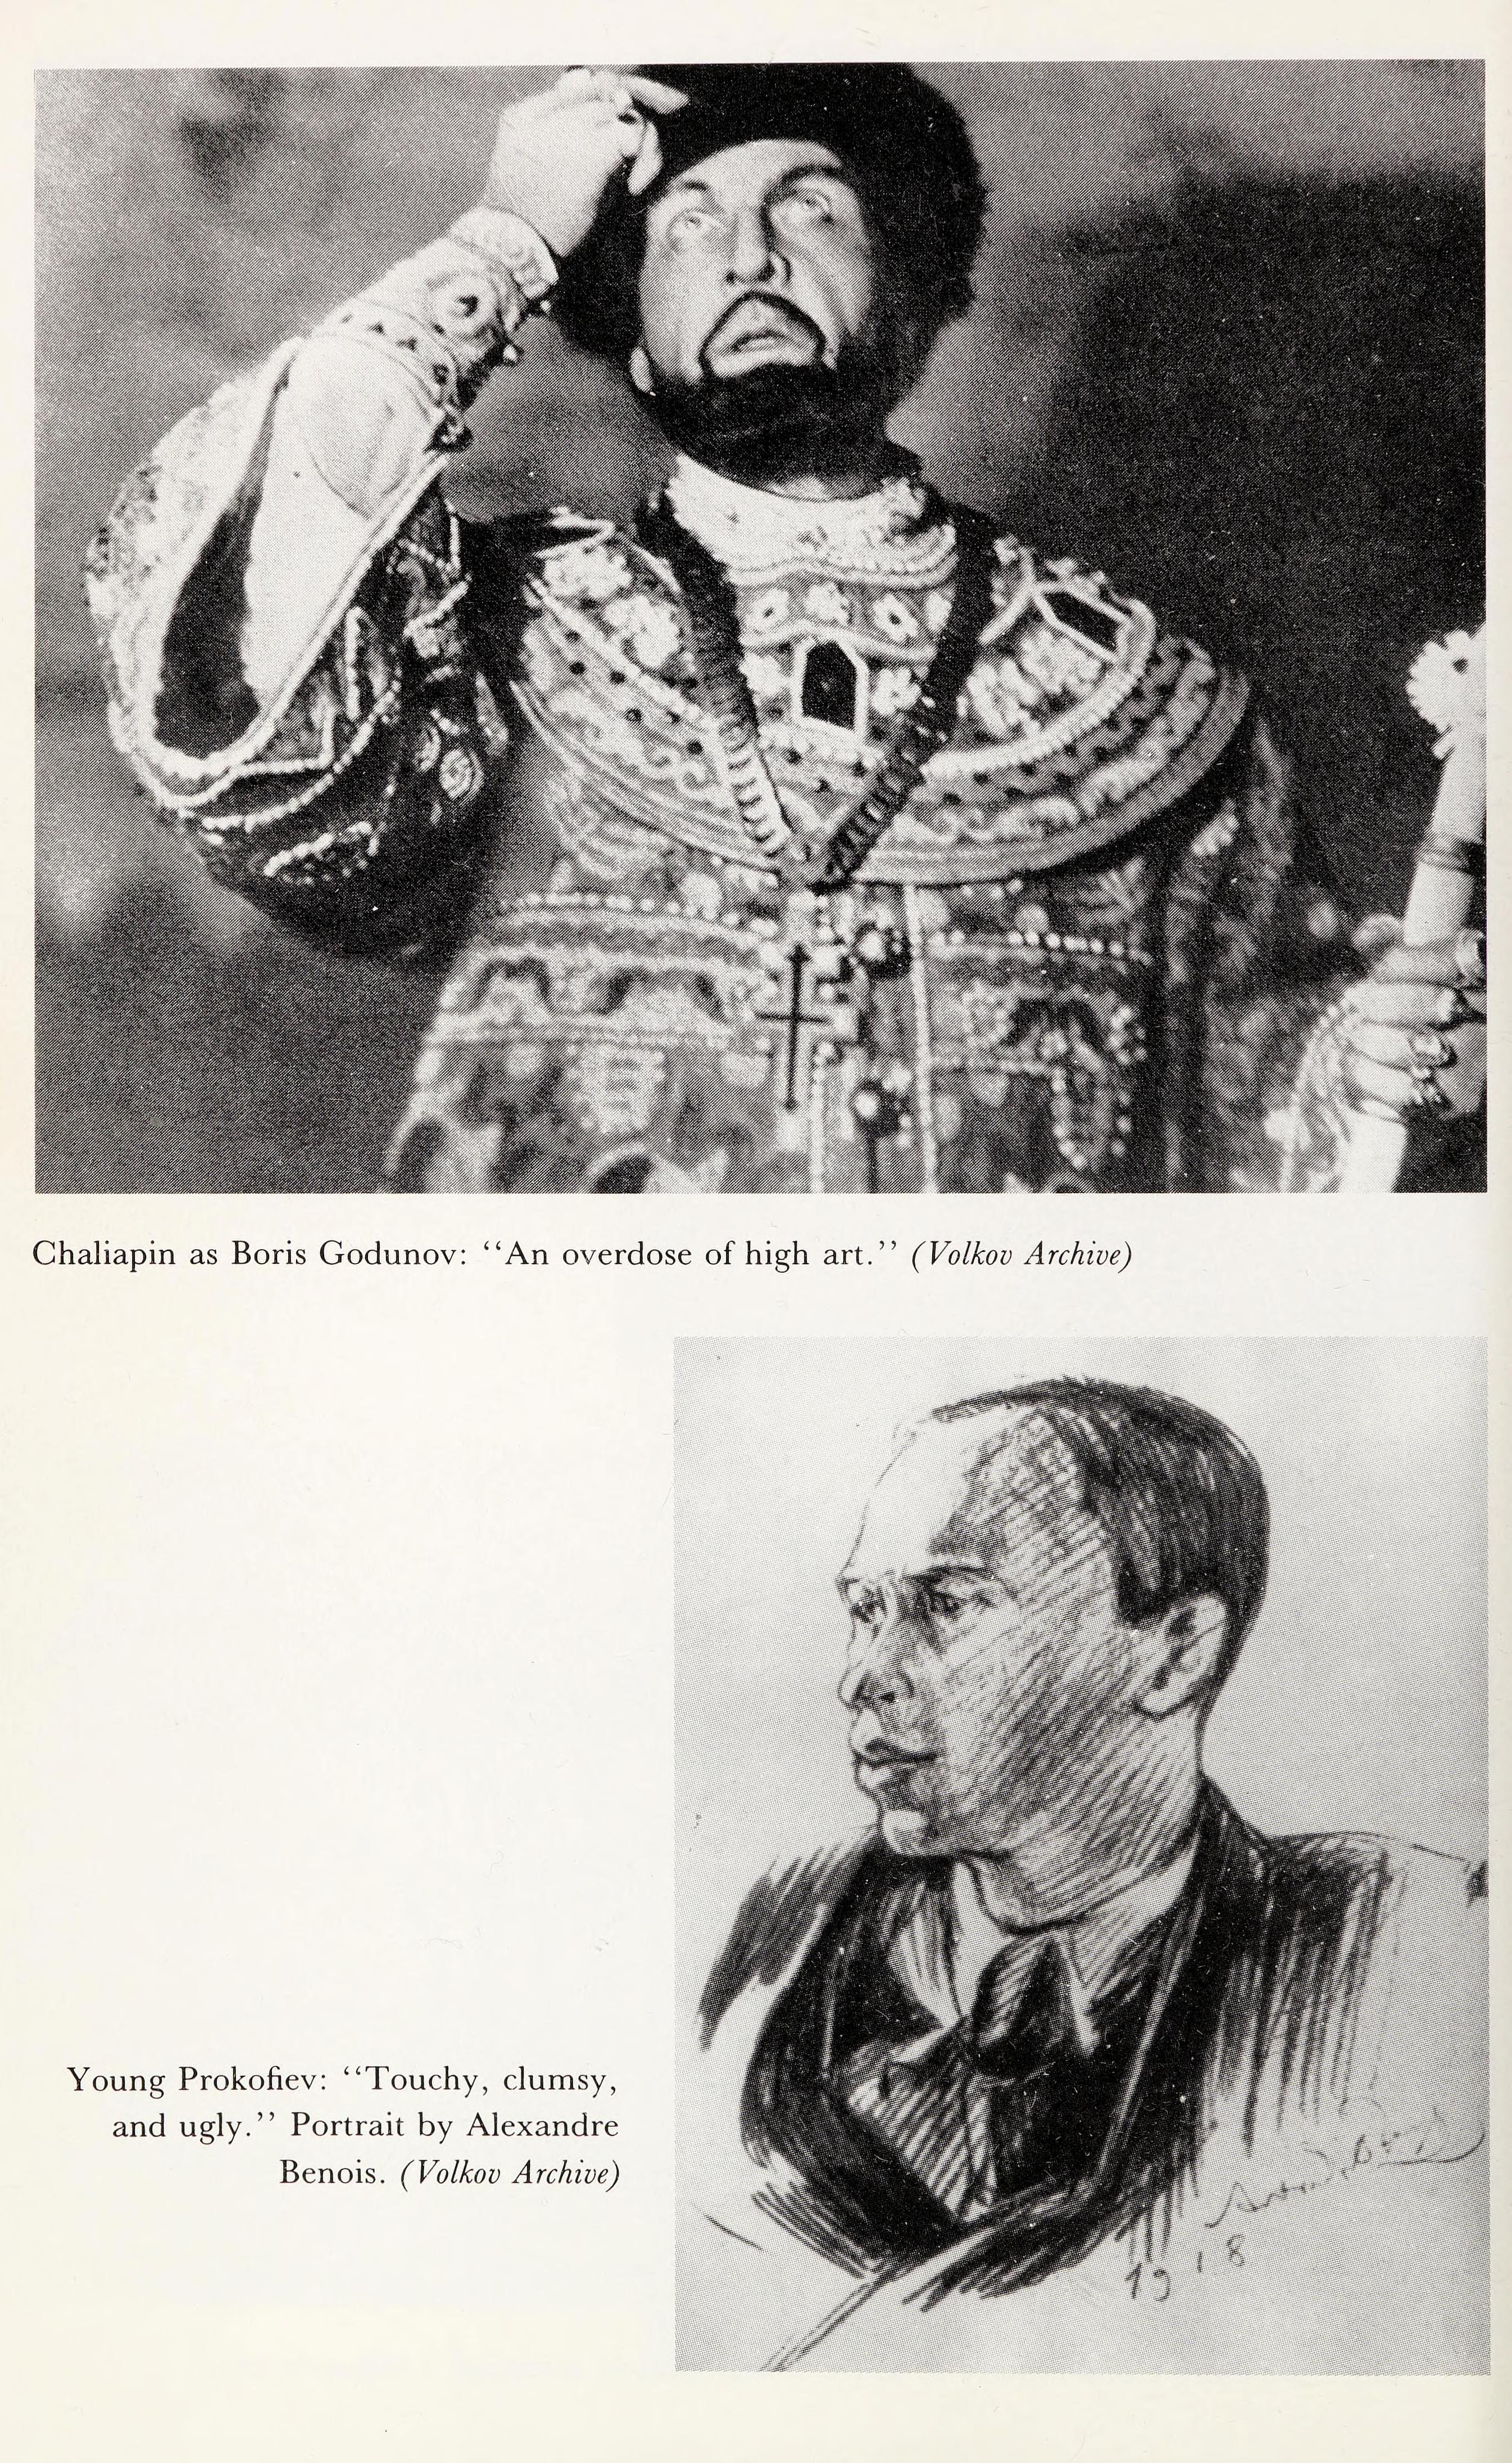 Chaliapin as Boris Godunov: “An overdose of high art.” (Volkov Archive)
Young Prokofiev: “Touchy, clumsy,
and ugly.” Portrait by Alexandre
Benois. (Volkov Archive)
1918